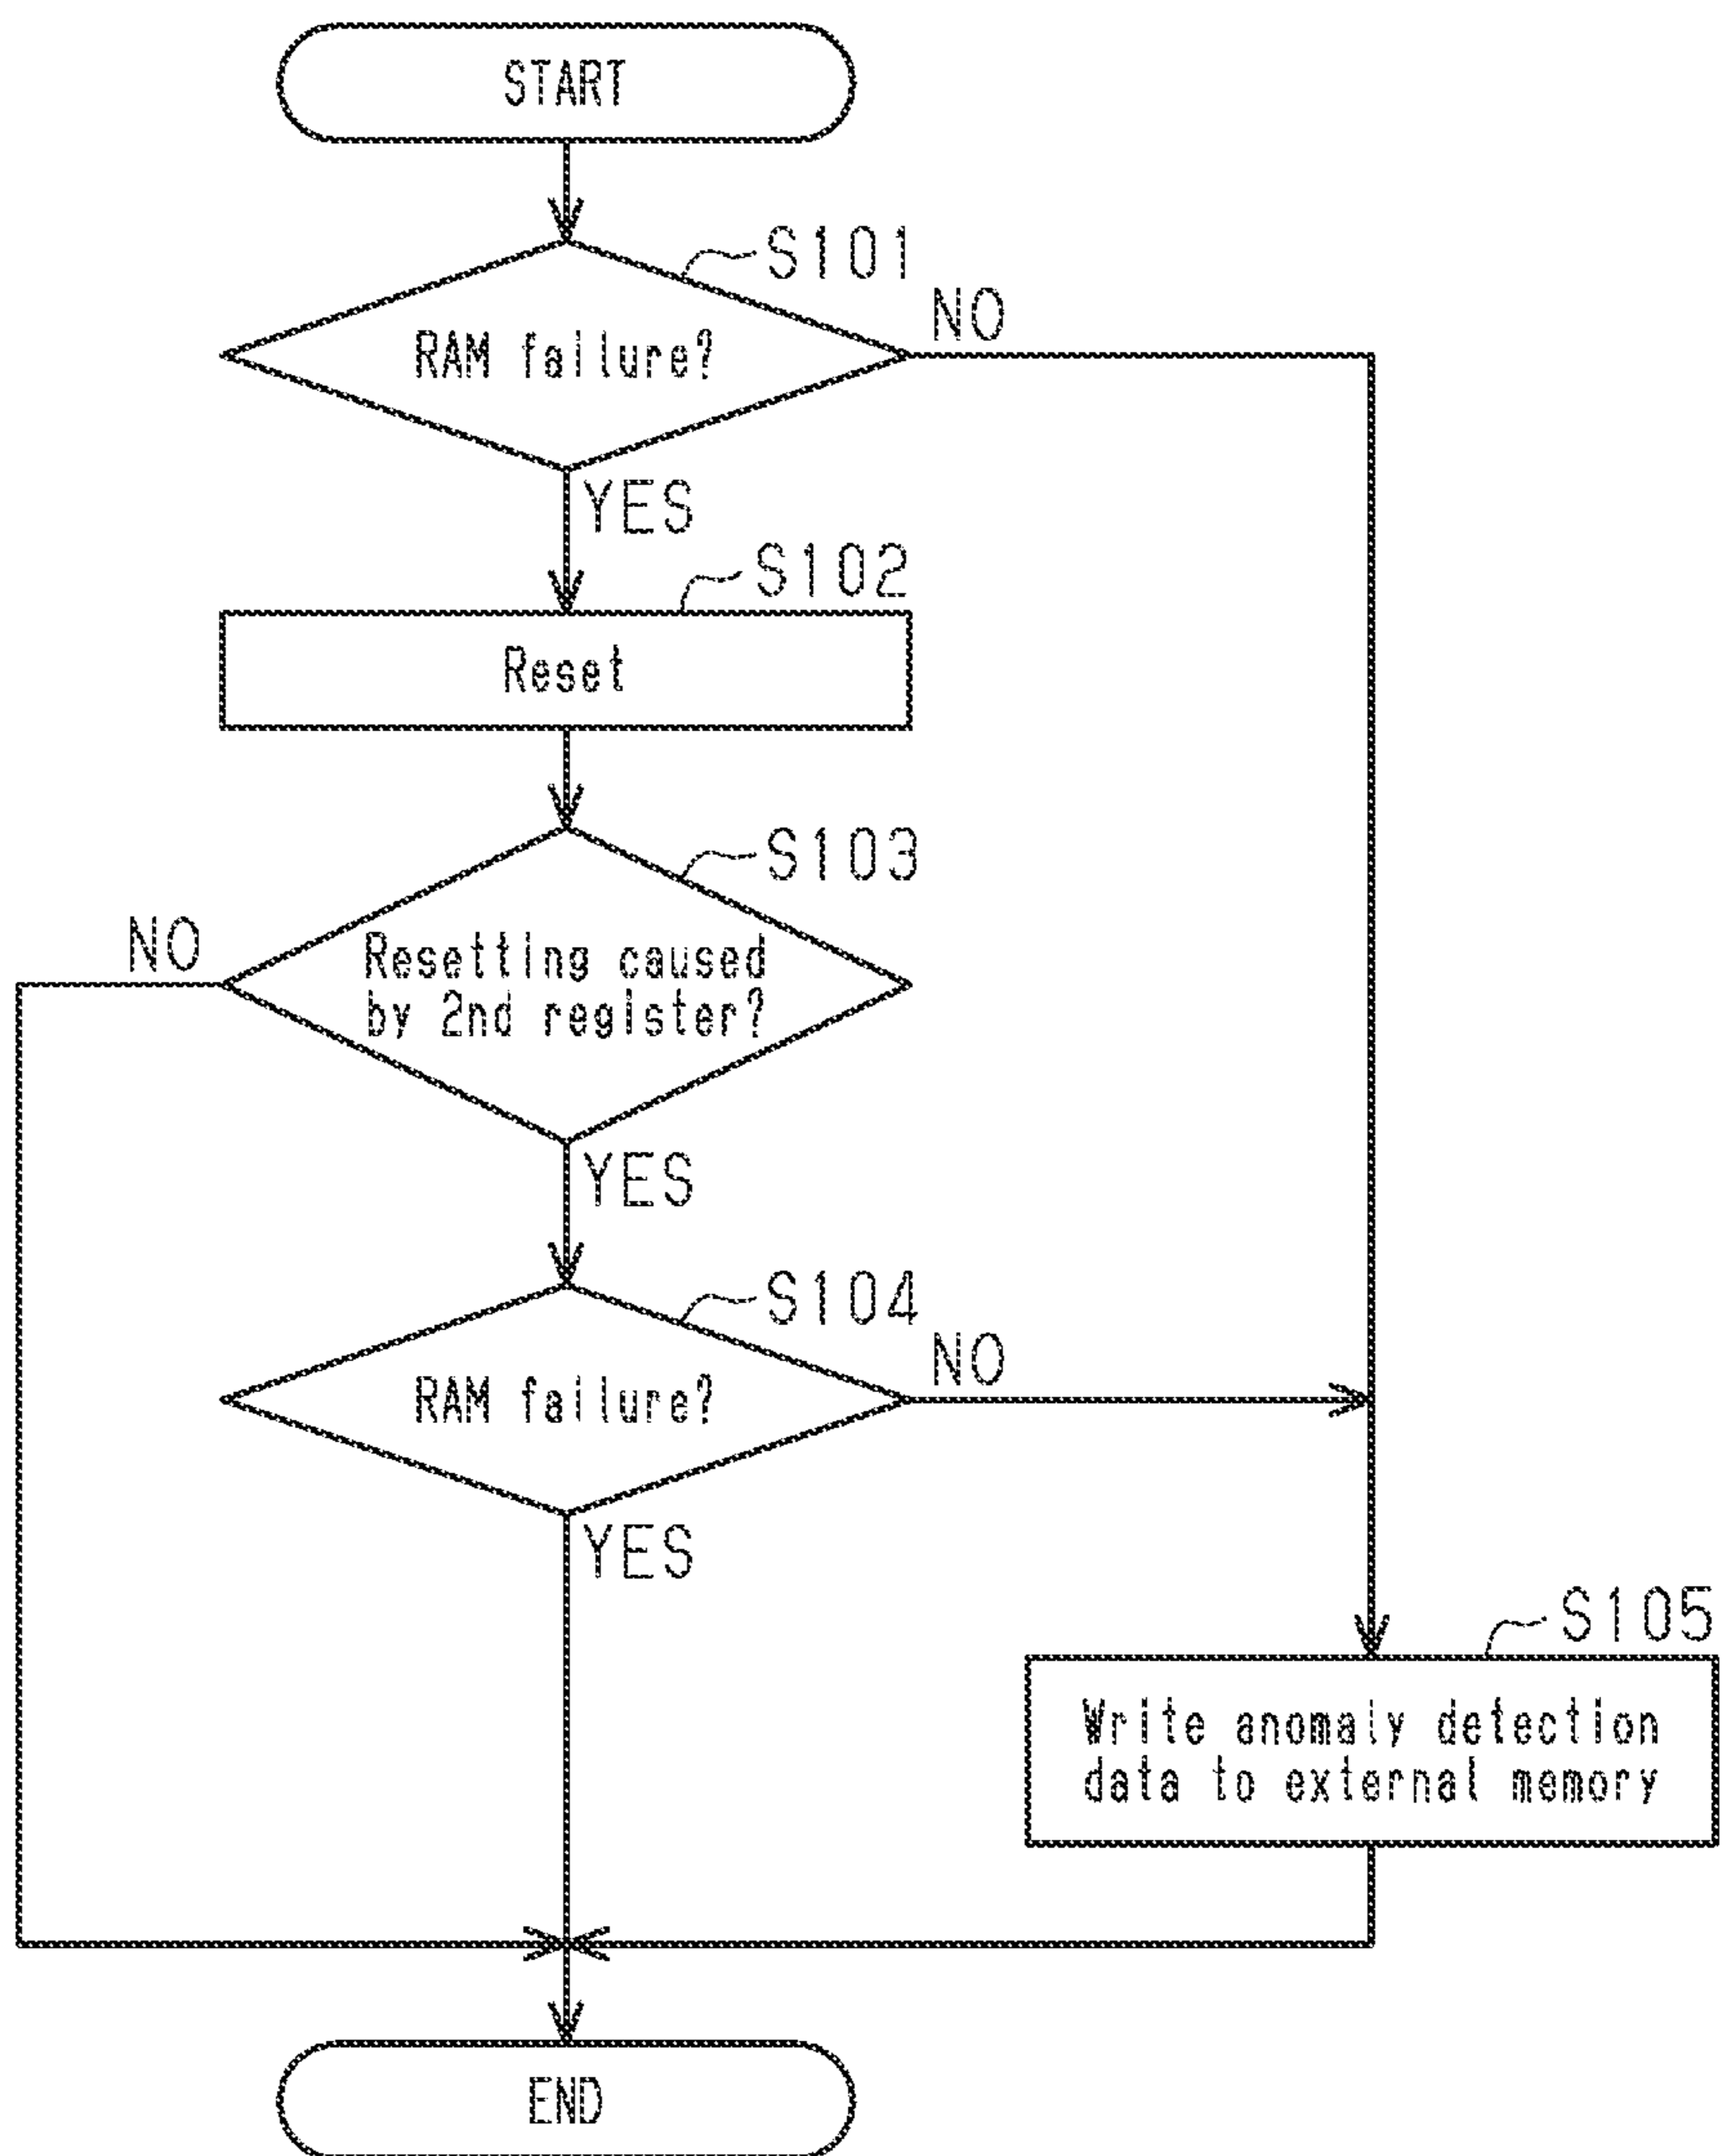 START
S101
RAM failure?
NO
YES
S102
Reset
S103
NO
Resetting caused
by 2nd register?
YES
S104
RAM failure?
NO
YES
S105
Write anomaly detection
data to external memory
END